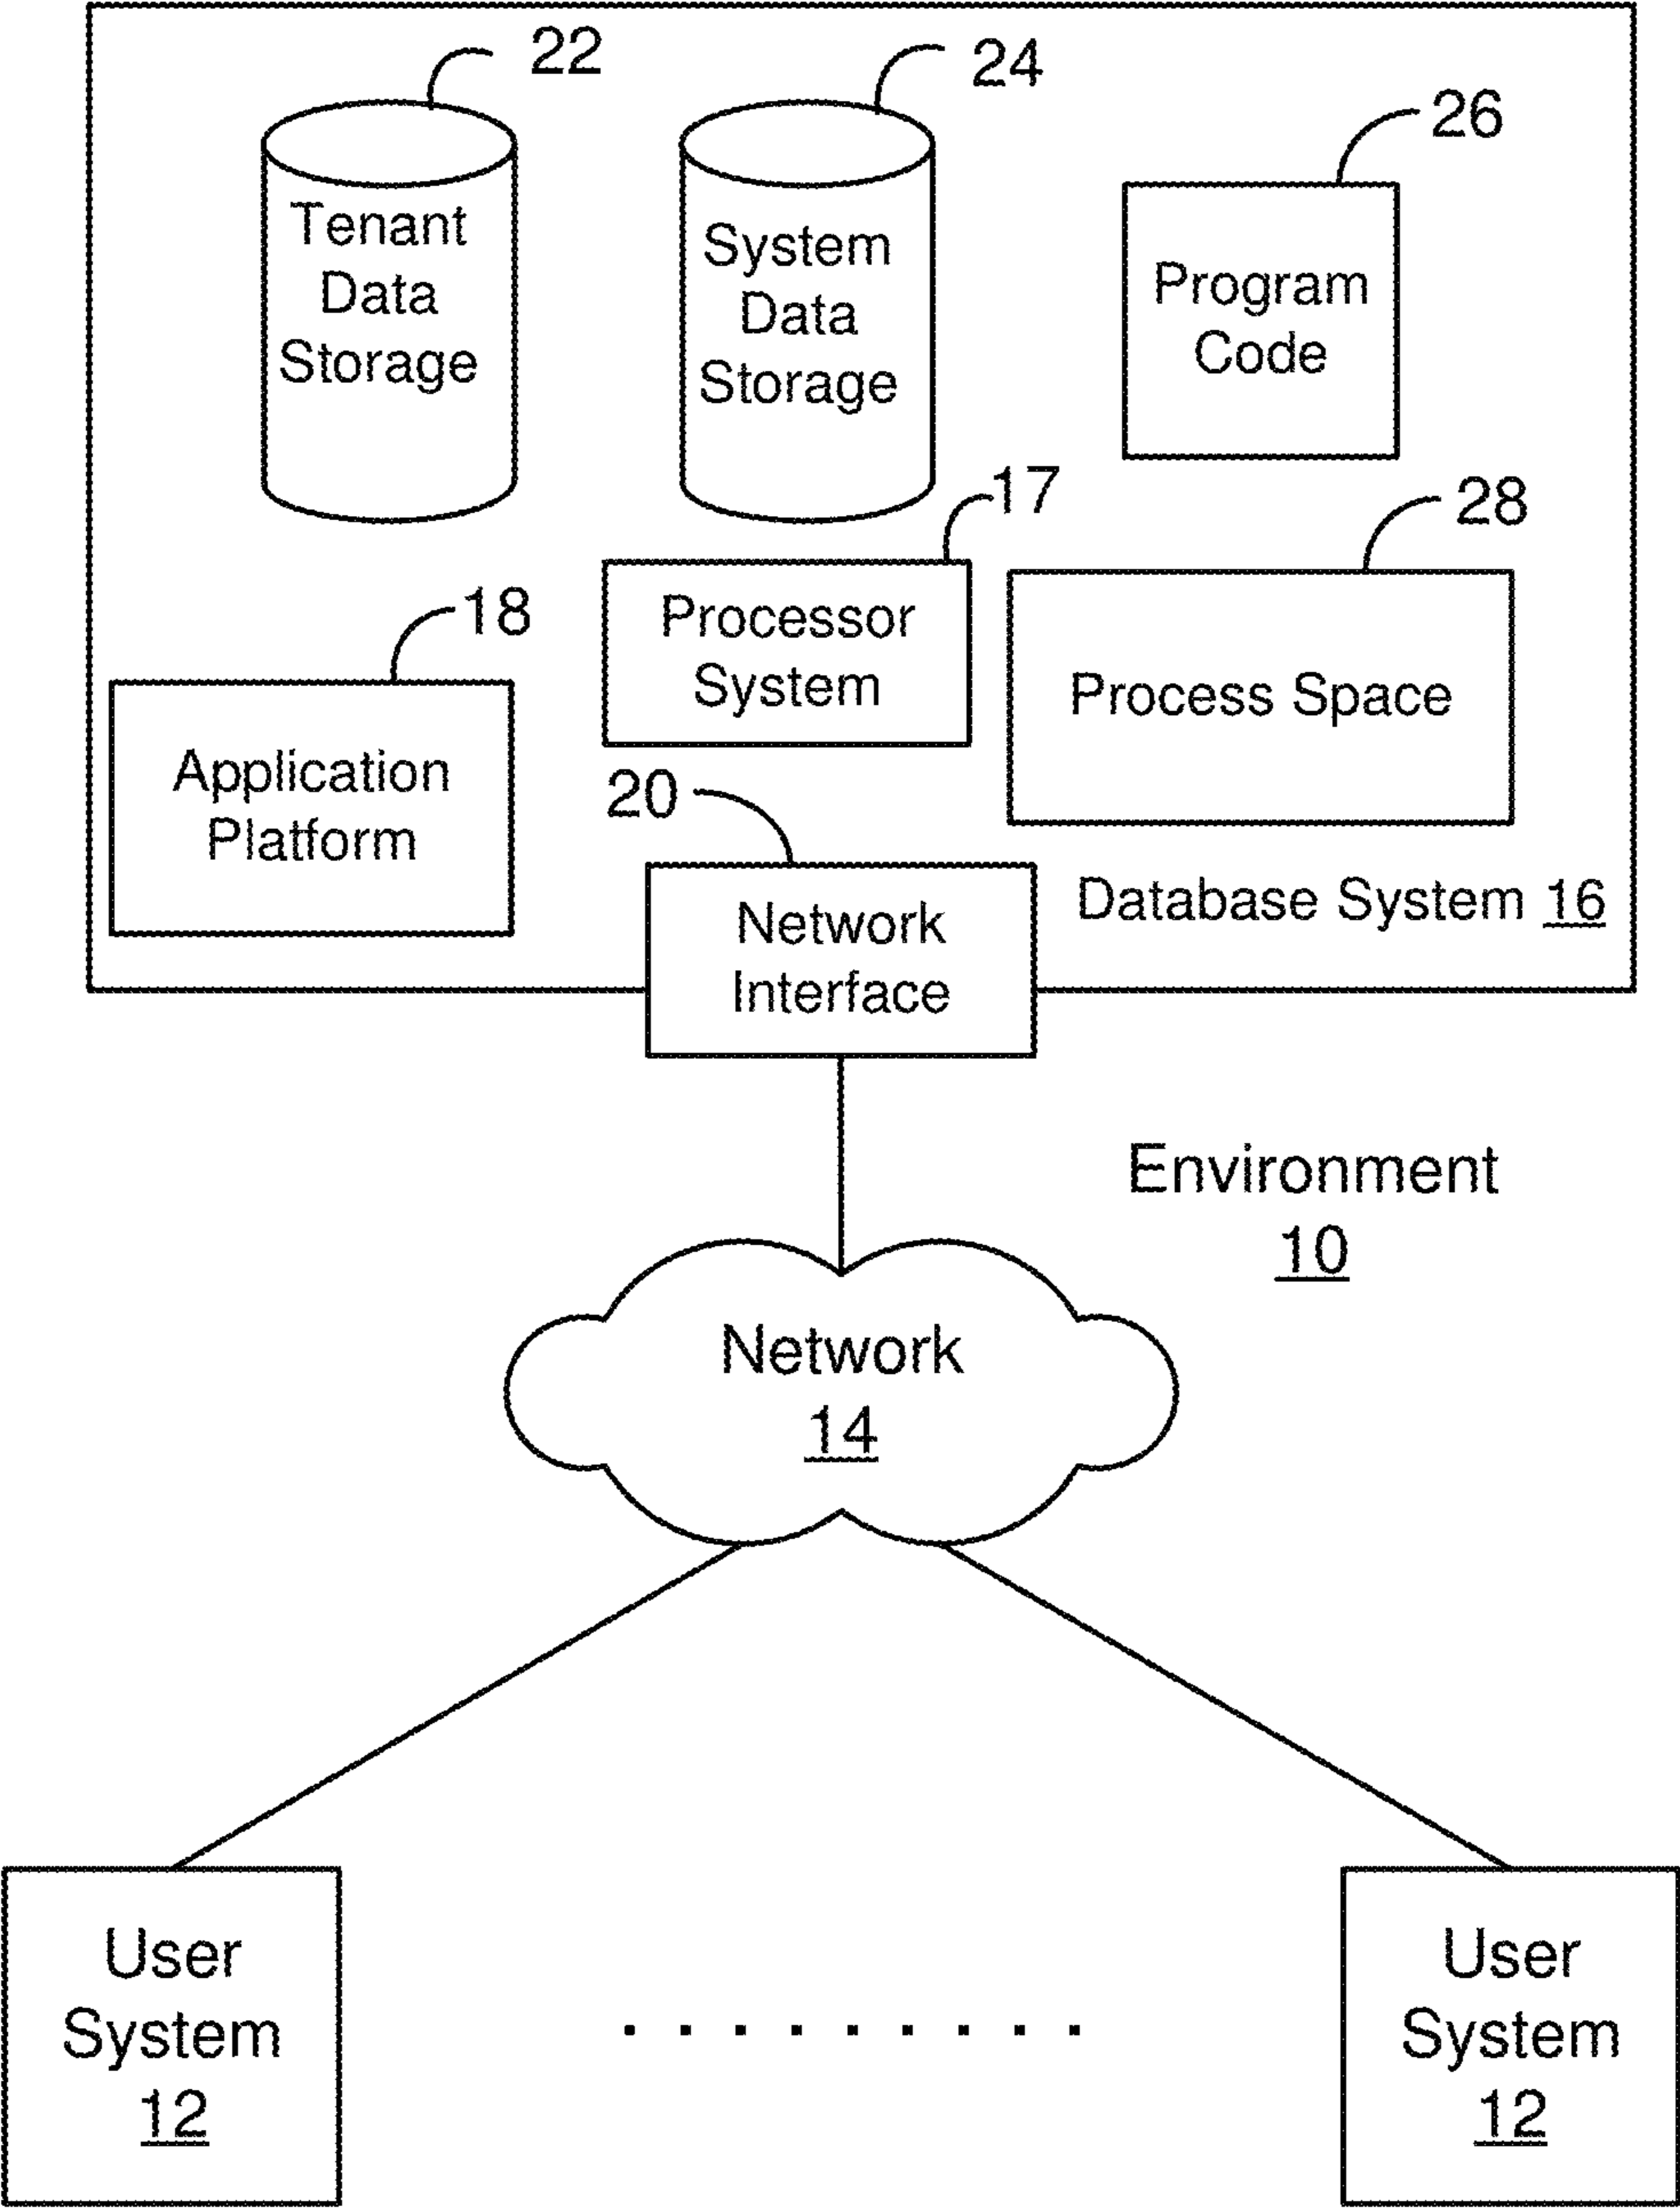 22
24
26
Tenant
Data
Storage
System
Data
Storage
Program
Code
17
28
18
Processor
System
Process Space
Application
Platform
20
Network
Interface
Database System 16
Environment
10
Network
14
User
System
12
User
System
12